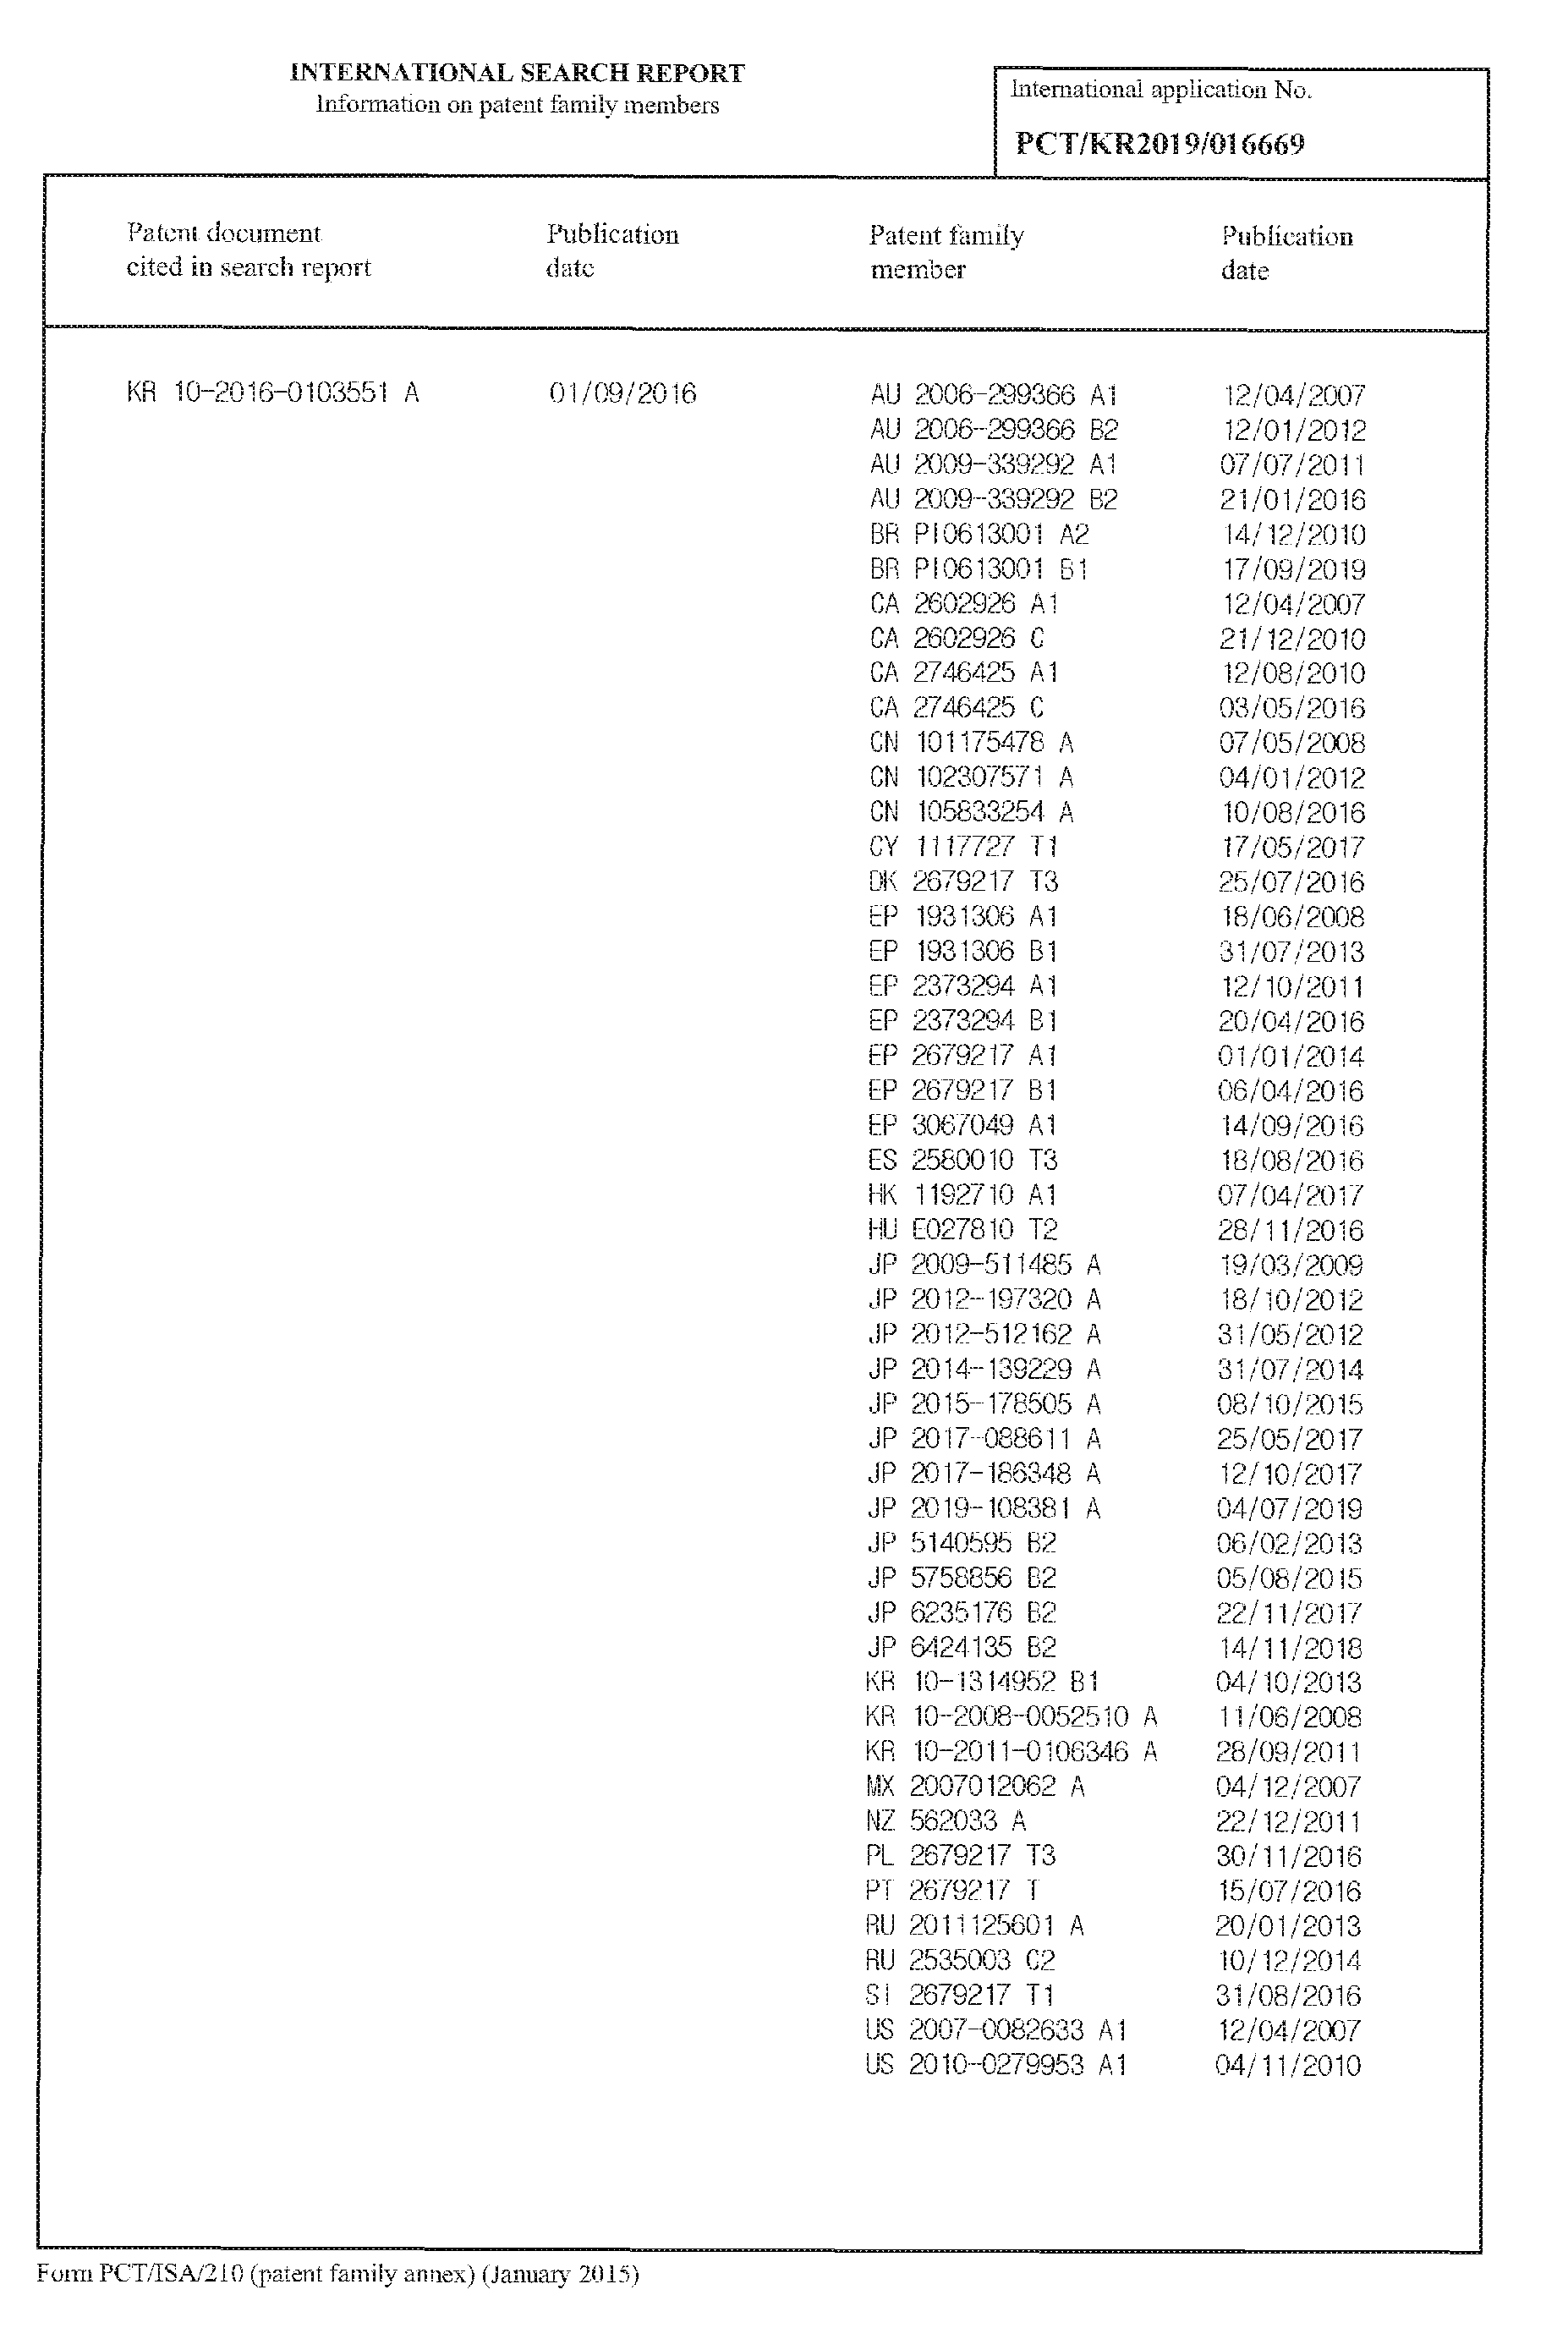 INTERNATIONAL SEARCH REPORT
Information on patent family members
International application No.
PCT/KR2019/016669
Patent document cited in search report
Publication date
Patent family member
Publication date
KR 10-2016-0103551 A 01/09/2016 AU 2006-299366 A1 12/04/2007
AU 2006-299366 B2 12/01/2012
AU 2009-339292 A1 07/07/2011
AU 2009-339292 B2 21/01/2016
BR PI0613001 A2 14/12/2010
BR PI0613001 B1 17/09/2019
CA 2602926 A1 12/04/2007
CA 2602926 C 21/12/2010
CA 2746425 A1 12/08/2010
CA 2746425 C 03/05/2016
CN 101175478 A 07/05/2008
CN 102307571 A 04/01/2012
CN 105833254 A 10/08/2016
CY 1117727 T1 17/05/2017
DK 2679217 T3 25/07/2016
EP 1931306 A1 18/06/2008
EP 1931306 B1 31/07/2013
EP 2373294 A1 12/10/2011
EP 2373294 B1 20/04/2016
EP 2679217 A1 01/01/2014
EP 2679217 B1 06/04/2016
EP 3067049 A1 14/09/2016
ES 2580010 T3 18/08/2016
HK 1192710 A1 07/04/2017
HU E027810 T2 28/11/2016
JP 2009-511485 A 19/03/2009
JP 2012-197320 A 18/10/2012
JP 2012-512162 A 31/05/2012
JP 2014-139229 A 31/07/2014
JP 2015-178505 A 08/10/2015
JP 2017-088611 A 25/05/2017
JP 2017-186348 A 12/10/2017
JP 2019-108381 A 04/07/2019
JP 5140595 B2 06/02/2013
JP 5758856 B2 05/08/2015
JP 6235176 B2 22/11/2017
JP 6424135 B2 14/11/2018
KR 10-1314952 B1 04/10/2013
KR 10-2008-0052510 A 11/06/2008
KR 10-2011-0106346 A 28/09/2011
MX 2007012062 A 04/12/2007
NZ 562033 A 22/12/2011
PL 2679217 T3 30/11/2016
PT 2679217 T 15/07/2016
RU 2011125601 A 20/01/2013
RU 2535003 C2 10/12/2014
SI 2679217 T1 31/08/2016
US 2007-0082633 A1 12/04/2007
US 2010-0279953 A1 04/11/2010
Form PCT/ISA/210 (patent family annex) (January 2015)